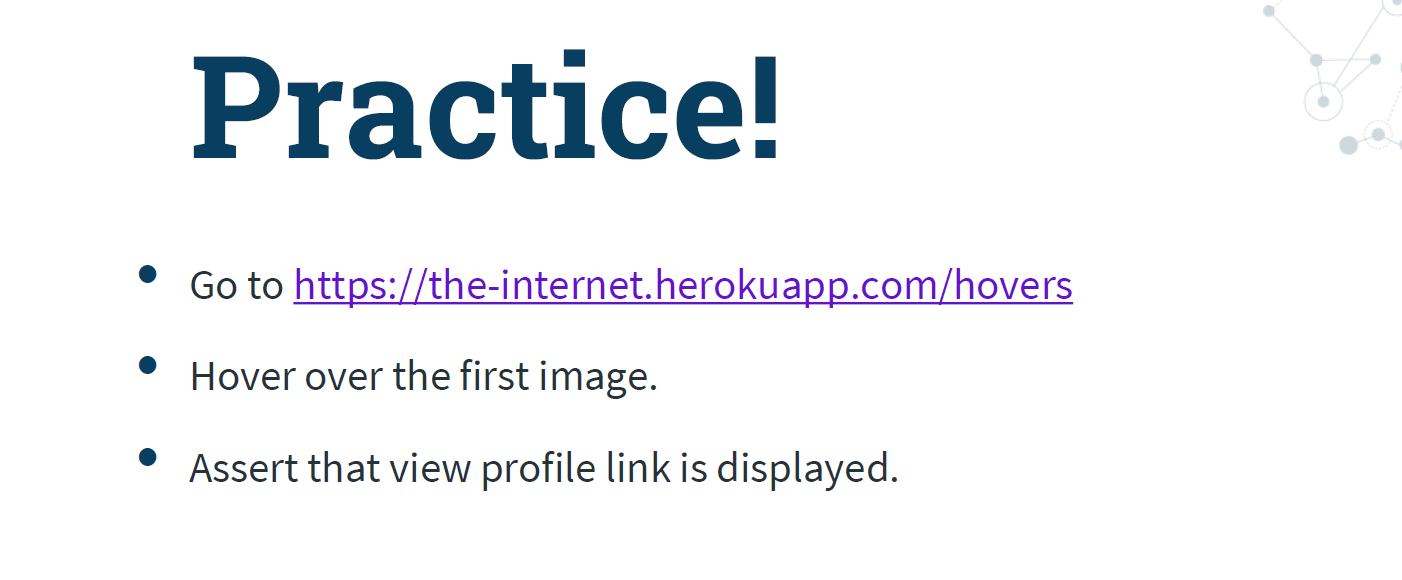 Practice!
• Go to https://the-internet.herokuapp.com/hovers
• Hover over the first image.
• Assert that view profile link is displayed.